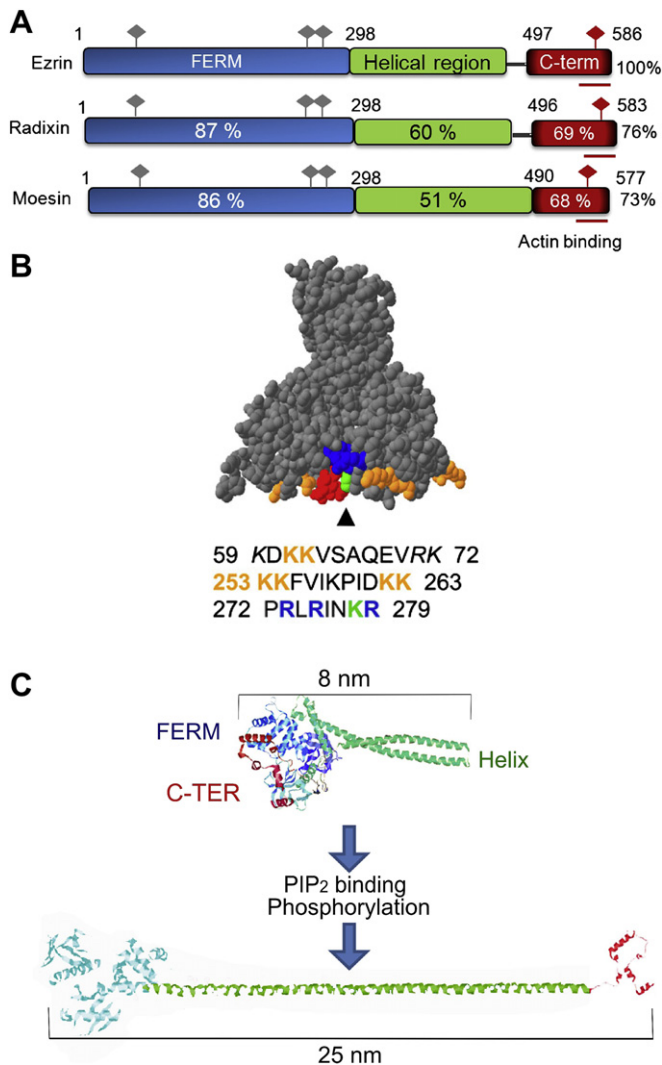 A
1 298 497 586
Ezrin FERM Helical region C-term 100%
1 298 496 583
Radixin 87 % 60 % 69 % 76%
1 298 490 577
Moesin 86 % 51 % 68 % 73%
Actin binding
B
59 KDKKVSAQEVRK 72
253 KKFVIKPIDKK 263
272 PRLRINKR 279
C
8 nm
FERM
Helix
C-TER
PIP2 binding
Phosphorylation
25 nm